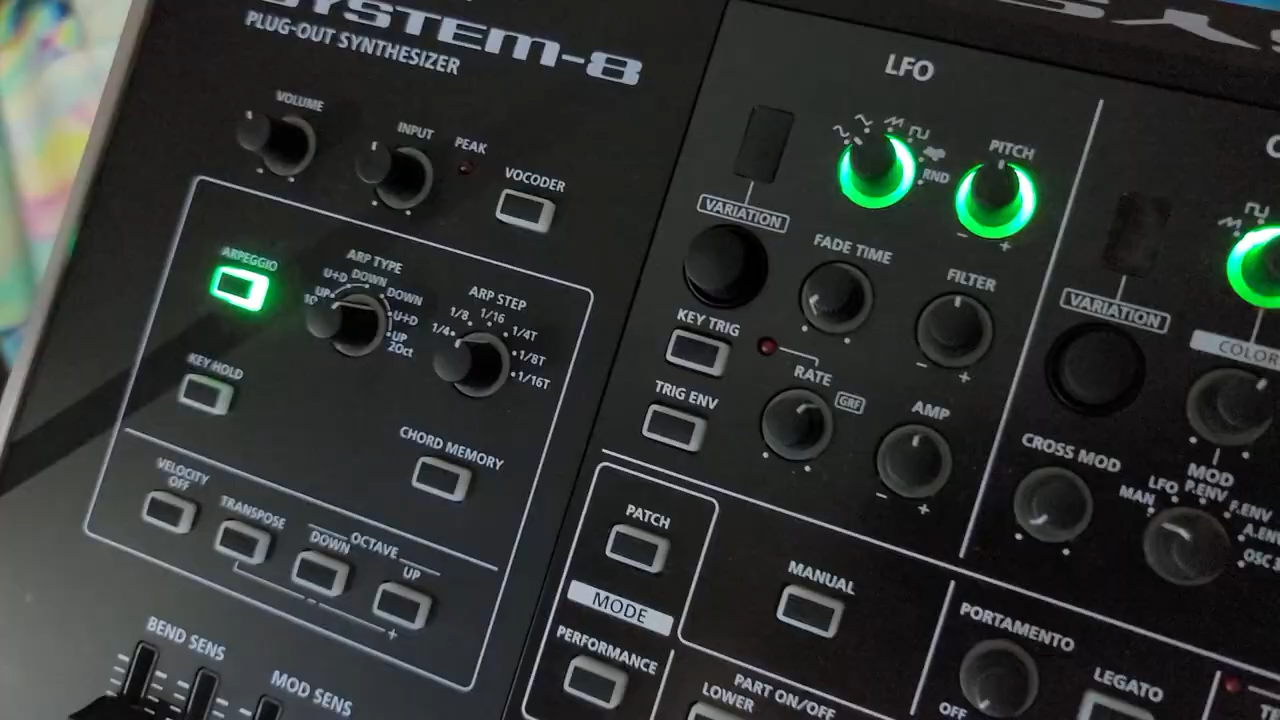 SYSTEM-8
PLUG-OUT SYNTHESIZER
VOLUME
INPUT
PEAK
VOCODER
ARPEGGIO
ARP TYPE
U+D
DOWN
UP
DOWN
U+D
UP
2Oct
ARP STEP
1/4
1/8
1/16
1/4T
1/8T
1/16T
KEY HOLD
CHORD MEMORY
VELOCITY
OFF
TRANSPOSE
OCTAVE
DOWN
UP
+
BEND SENS
MOD SENS
LFO
RND
PITCH
- +
VARIATION
FADE TIME
FILTER
- +
KEY TRIG
RATE
GRF
TRIG ENV
AMP
- +
PATCH
MODE
PERFORMANCE
MANUAL
PART ON/OFF
LOWER
VARIATION
COLOR
CROSS MOD
MOD
MAN
LFO
P.ENV
F.ENV
A.ENV
PORTAMENTO
OFF
LEGATO